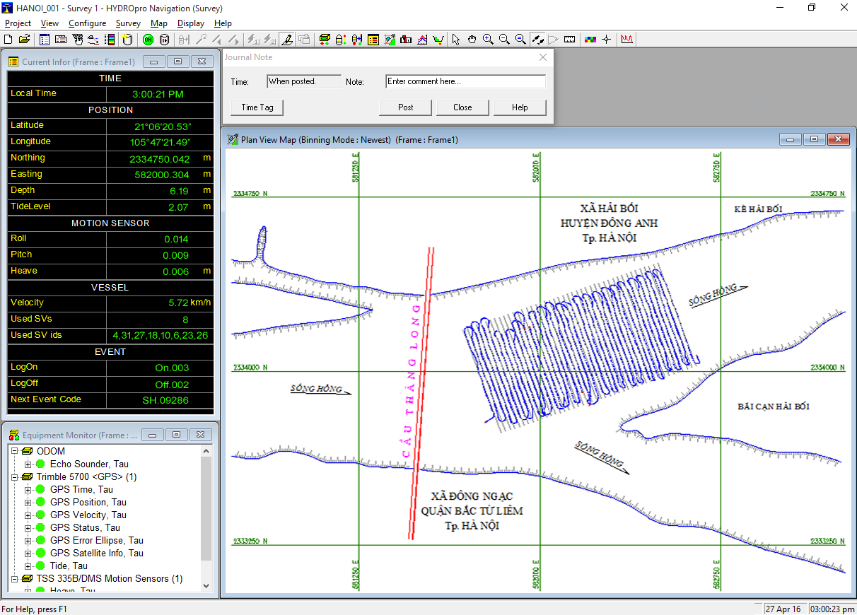 HANOI_001 - Survey 1 - HYDROpro Navigation (Survey)
Project View Configure Survey Map Display Help
Current Infor (Frame : Frame1)
TIME
Local Time 3:00:21 PM
POSITION
Latitude 21°06'20.53"
Longitude 105°47'21.49"
Northing 2334750.042 m
Easting 582000.304 m
Depth 6.19 m
TideLevel 2.07 m
MOTION SENSOR
Roll 0.014
Pitch 0.009
Heave 0.006 m
VESSEL
Velocity 5.72 km/h
Used SVs 8
Used SV ids 4,31,27,18,10,6,23,26
EVENT
LogOn On.003
LogOff Off.002
Next Event Code SH.09286
Equipment Monitor (Frame : ...
ODOM
Echo Sounder, Tau
Trimble 5700 <GPS> (1)
GPS Time, Tau
GPS Position, Tau
GPS Velocity, Tau
GPS Status, Tau
GPS Error Ellipse, Tau
GPS Satellite Info, Tau
Tide, Tau
TSS 335B/DMS Motion Sensors (1)
Heave, Tau
Journal Note
Time: When posted. Note: Enter comment here...
Time Tag Post Close Help
Plan View Map (Binning Mode : Newest) (Frame : Frame1)
581250 E 582000 E 582750 E
2334750 N 2334750 N
XÃ HẢI BỐI
HUYỆN ĐÔNG ANH
Tp. HÀ NỘI
KÈ HẢI BỐI
SÔNG HỒNG
CẦU THĂNG LONG
2334000 N 2334000 N
SÔNG HỒNG
BÃI CẠN HẢI BỐI
SÔNG HỒNG
XÃ ĐÔNG NGẠC
QUẬN BẮC TỪ LIÊM
Tp. HÀ NỘI
2333250 N 2333250 N
581250 E 582000 E 582750 E
For Help, press F1 27 Apr 16 03:00:23 pm